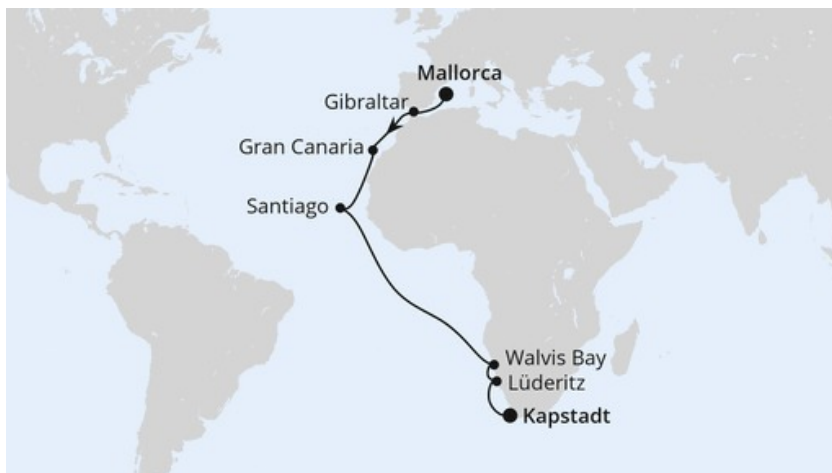 Mallorca
Gibraltar
Gran Canaria
Santiago
Walvis Bay
Lüderitz
Kapstadt